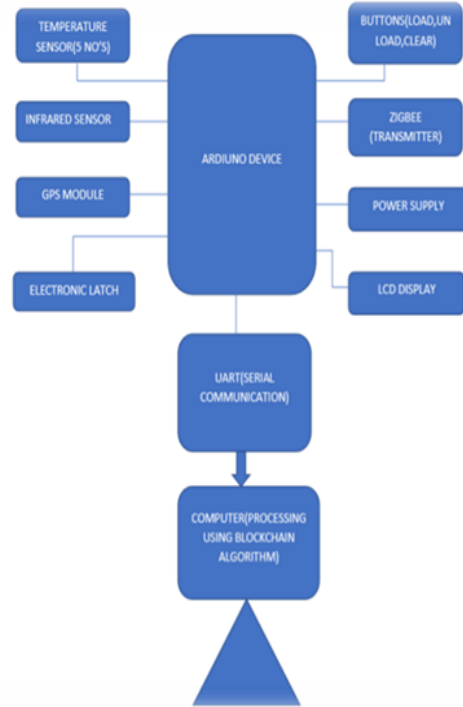 TEMPERATURE
SENSOR(5 NO'S)
BUTTONS(LOAD,UN
LOAD,CLEAR)
INFRARED SENSOR
ZIGBEE
(TRANSMITTER)
ARDIUNO DEVICE
GPS MODULE
POWER SUPPLY
ELECTRONIC LATCH
LCD DISPLAY
UART(SERIAL
COMMUNICATION)
COMPUTER(PROCESSING
USING BLOCKCHAIN
ALGORITHM)